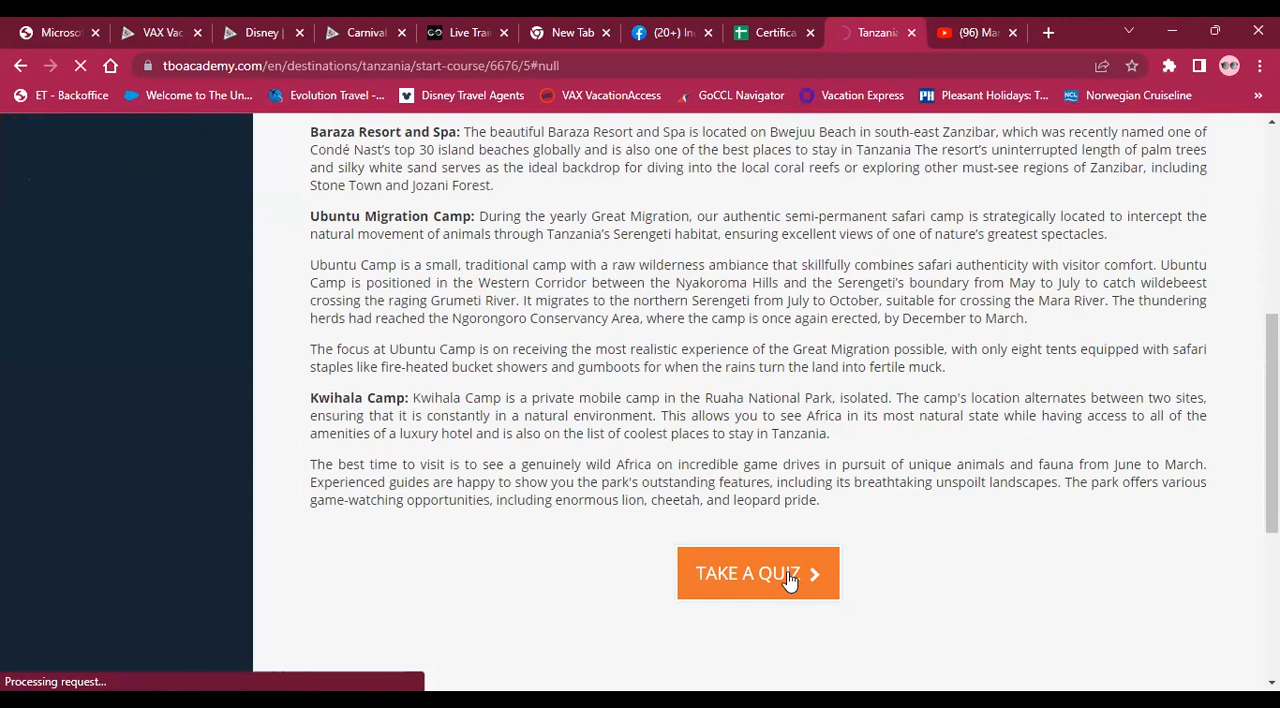 Microso
VAX Vac
Disney |
Carnival
Live Trai
New Tab
(20+) In
Certifica
Tanzani
(96) Ma
tboacademy.com/en/destinations/tanzania/start-course/6676/5#null
ET - Backoffice
Welcome to The Un...
Evolution Travel -...
Disney Travel Agents
VAX VacationAccess
GoCCL Navigator
Vacation Express
PH Pleasant Holidays: T...
NCL Norwegian Cruiseline
»
Baraza Resort and Spa: The beautiful Baraza Resort and Spa is located on Bwejuu Beach in south-east Zanzibar, which was recently named one of
Condé Nast's top 30 island beaches globally and is also one of the best places to stay in Tanzania The resort's uninterrupted length of palm trees
and silky white sand serves as the ideal backdrop for diving into the local coral reefs or exploring other must-see regions of Zanzibar, including
Stone Town and Jozani Forest.
Ubuntu Migration Camp: During the yearly Great Migration, our authentic semi-permanent safari camp is strategically located to intercept the
natural movement of animals through Tanzania's Serengeti habitat, ensuring excellent views of one of nature's greatest spectacles.
Ubuntu Camp is a small, traditional camp with a raw wilderness ambiance that skillfully combines safari authenticity with visitor comfort. Ubuntu
Camp is positioned in the Western Corridor between the Nyakoroma Hills and the Serengeti's boundary from May to July to catch wildebeest
crossing the raging Grumeti River. It migrates to the northern Serengeti from July to October, suitable for crossing the Mara River. The thundering
herds had reached the Ngorongoro Conservancy Area, where the camp is once again erected, by December to March.
The focus at Ubuntu Camp is on receiving the most realistic experience of the Great Migration possible, with only eight tents equipped with safari
staples like fire-heated bucket showers and gumboots for when the rains turn the land into fertile muck.
Kwihala Camp: Kwihala Camp is a private mobile camp in the Ruaha National Park, isolated. The camp's location alternates between two sites,
ensuring that it is constantly in a natural environment. This allows you to see Africa in its most natural state while having access to all of the
amenities of a luxury hotel and is also on the list of coolest places to stay in Tanzania.
The best time to visit is to see a genuinely wild Africa on incredible game drives in pursuit of unique animals and fauna from June to March.
Experienced guides are happy to show you the park's outstanding features, including its breathtaking unspoilt landscapes. The park offers various
game-watching opportunities, including enormous lion, cheetah, and leopard pride.
TAKE A QUIZ
Processing request...